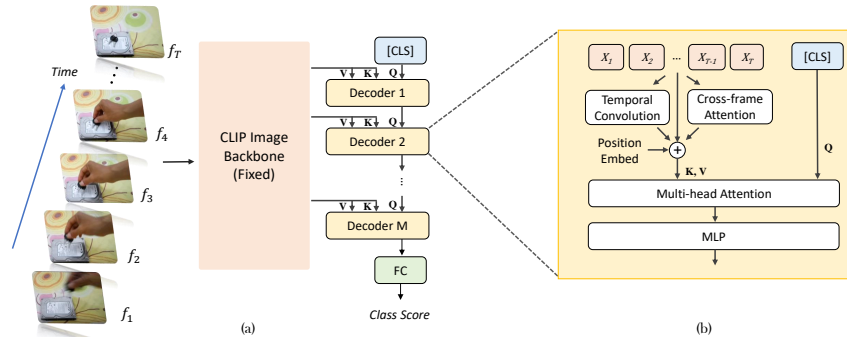 Time
f_T
f_4
f_3
f_2
f_1
CLIP Image
Backbone
(Fixed)
[CLS]
V K Q
Decoder 1
V K Q
Decoder 2
...
V K Q
Decoder M
FC
Class Score
(a)
X_1 X_2 ... X_{T-1} X_T [CLS]
Temporal
Convolution
Cross-frame
Attention
Position
Embed
+
K, V
Q
Multi-head Attention
MLP
(b)